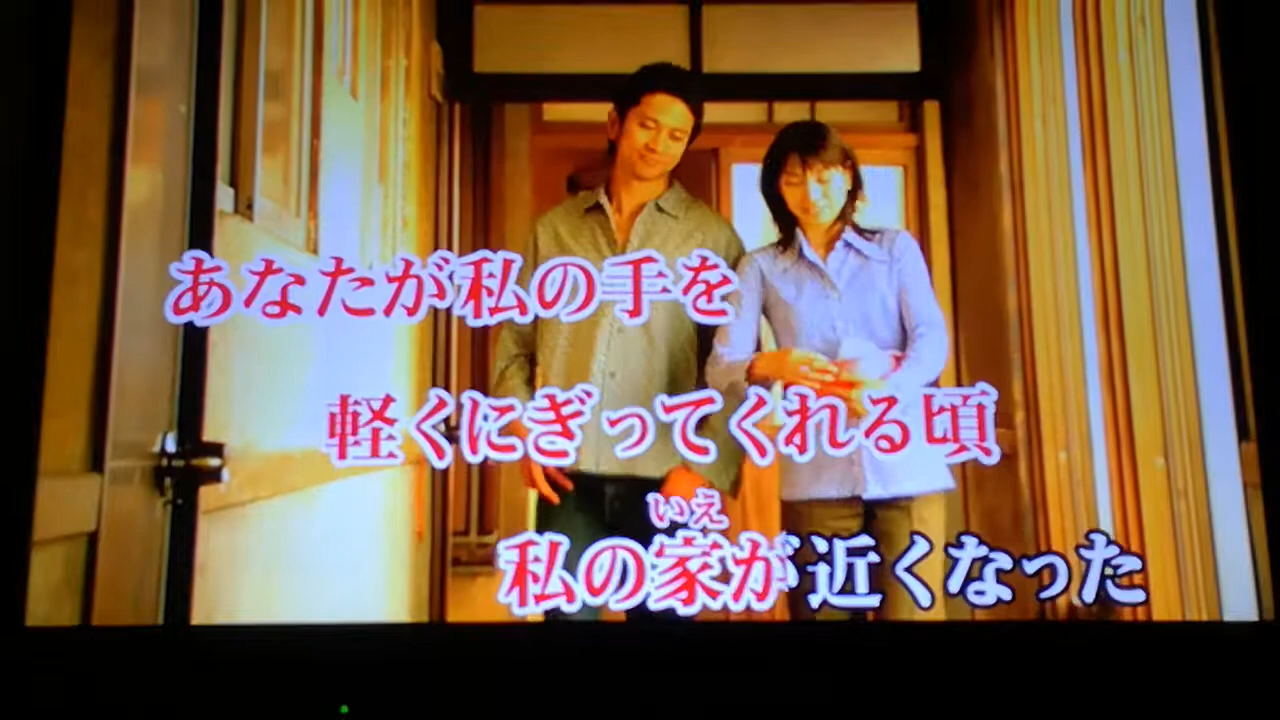 あなたが私の手を
軽くにぎってくれる頃
いえ
私の家が近くなった